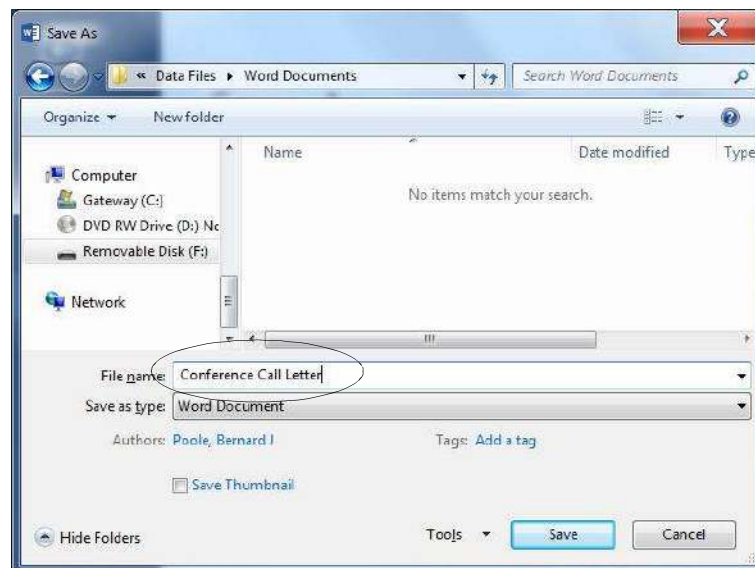 Save As
« Data Files ▸ Word Documents
Search Word Documents
Organize
New folder
Name
Date modified
Type
Computer
Gateway (C:)
DVD RW Drive (D:) Nc
Removable Disk (F:)
Network
No items match your search.
File name: Conference Call Letter
Save as type: Word Document
Authors: Poole, Bernard J
Tags: Add a tag
Save Thumbnail
Hide Folders
Tools
Save
Cancel